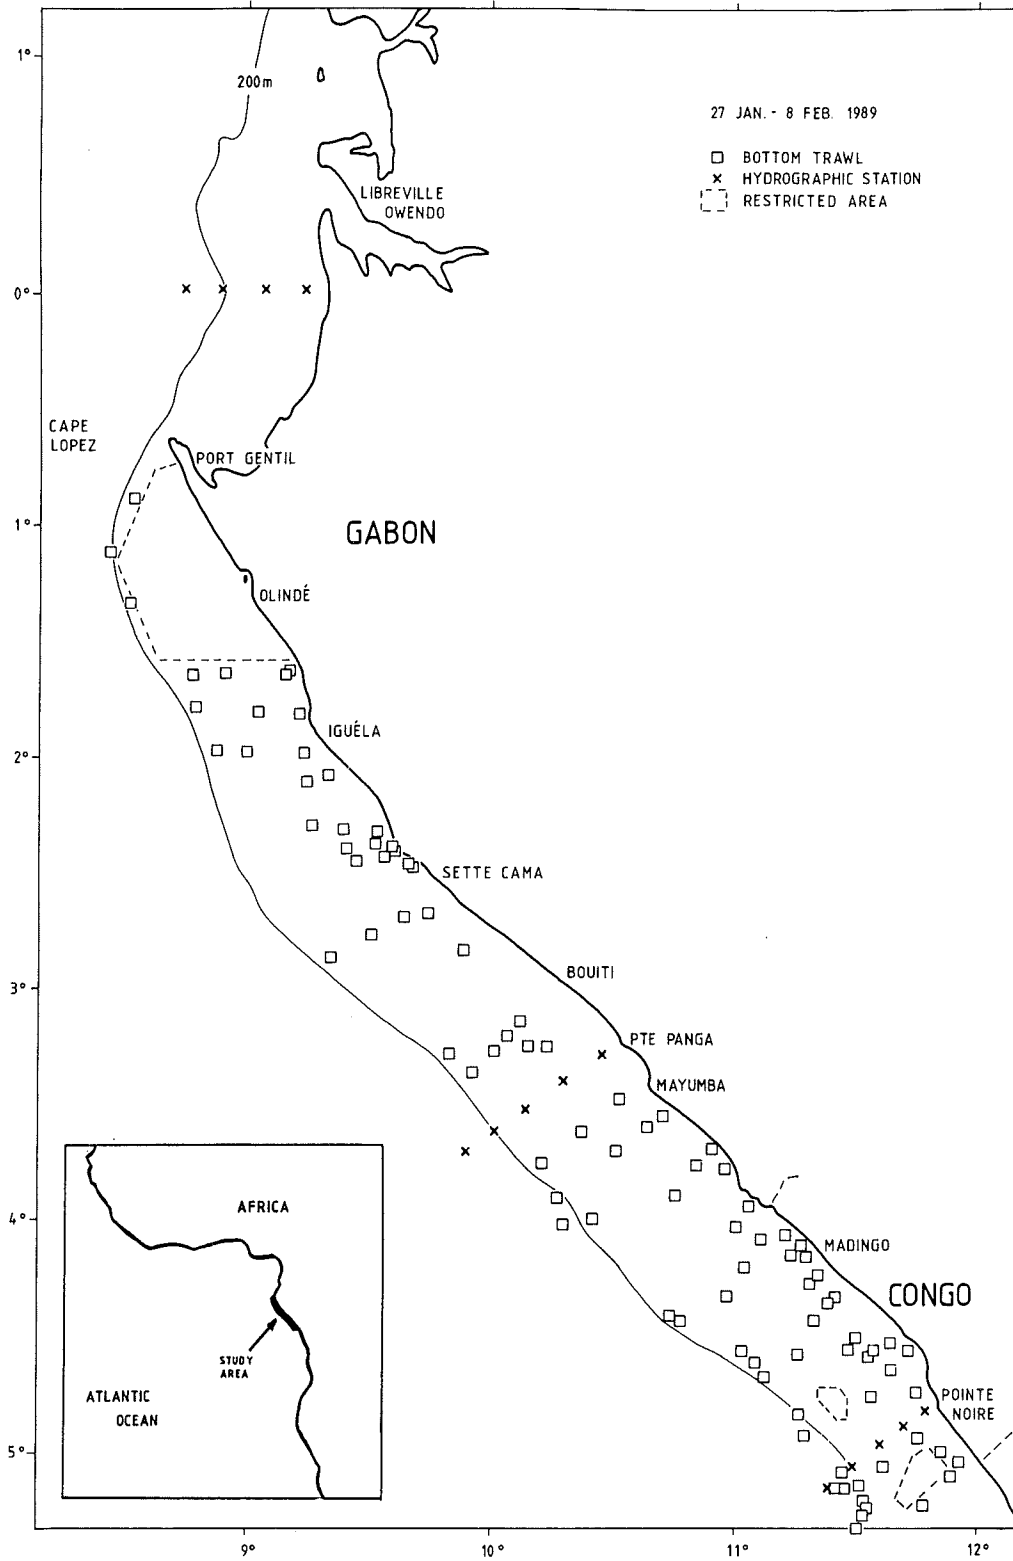 1°
200m
27 JAN. - 8 FEB. 1989
BOTTOM TRAWL
HYDROGRAPHIC STATION
RESTRICTED AREA
LIBREVILLE
OWENDO
0°
CAPE
LOPEZ
PORT GENTIL
1°
GABON
OLINDÉ
IGUÉLA
2°
SETTE CAMA
BOUITI
3°
PTE PANGA
MAYUMBA
AFRICA
4°
MADINGO
CONGO
STUDY
AREA
ATLANTIC
OCEAN
POINTE
NOIRE
5°
9°
10°
11°
12°